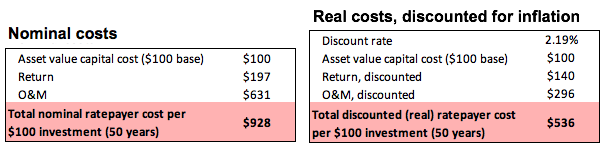 Nominal costs
Asset value capital cost ($100 base) $100
Return $197
O&M $631
Total nominal ratepayer cost per
$100 investment (50 years) $928
Real costs, discounted for inflation
Discount rate 2.19%
Asset value capital cost ($100 base) $100
Return, discounted $140
O&M, discounted $296
Total discounted (real) ratepayer cost
per $100 investment (50 years) $536